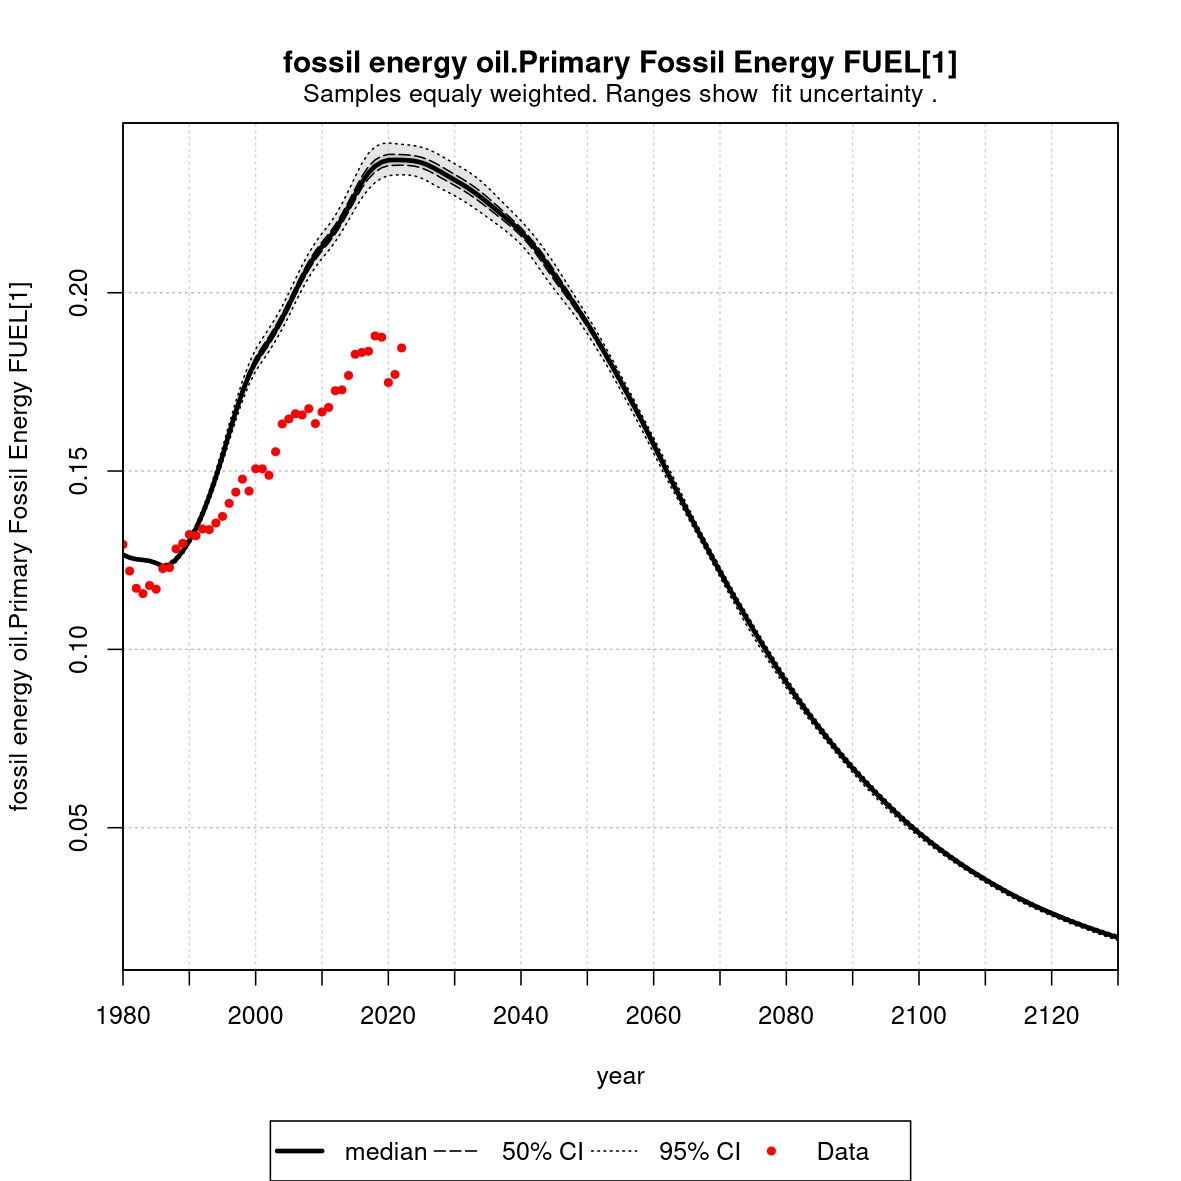 fossil energy oil.Primary Fossil Energy FUEL[1]
Samples equaly weighted. Ranges show  fit uncertainty .
fossil energy oil.Primary Fossil Energy FUEL[1]
0.20
0.15
0.10
0.05
1980 2000 2020 2040 2060 2080 2100 2120
year
median 50% CI 95% CI Data